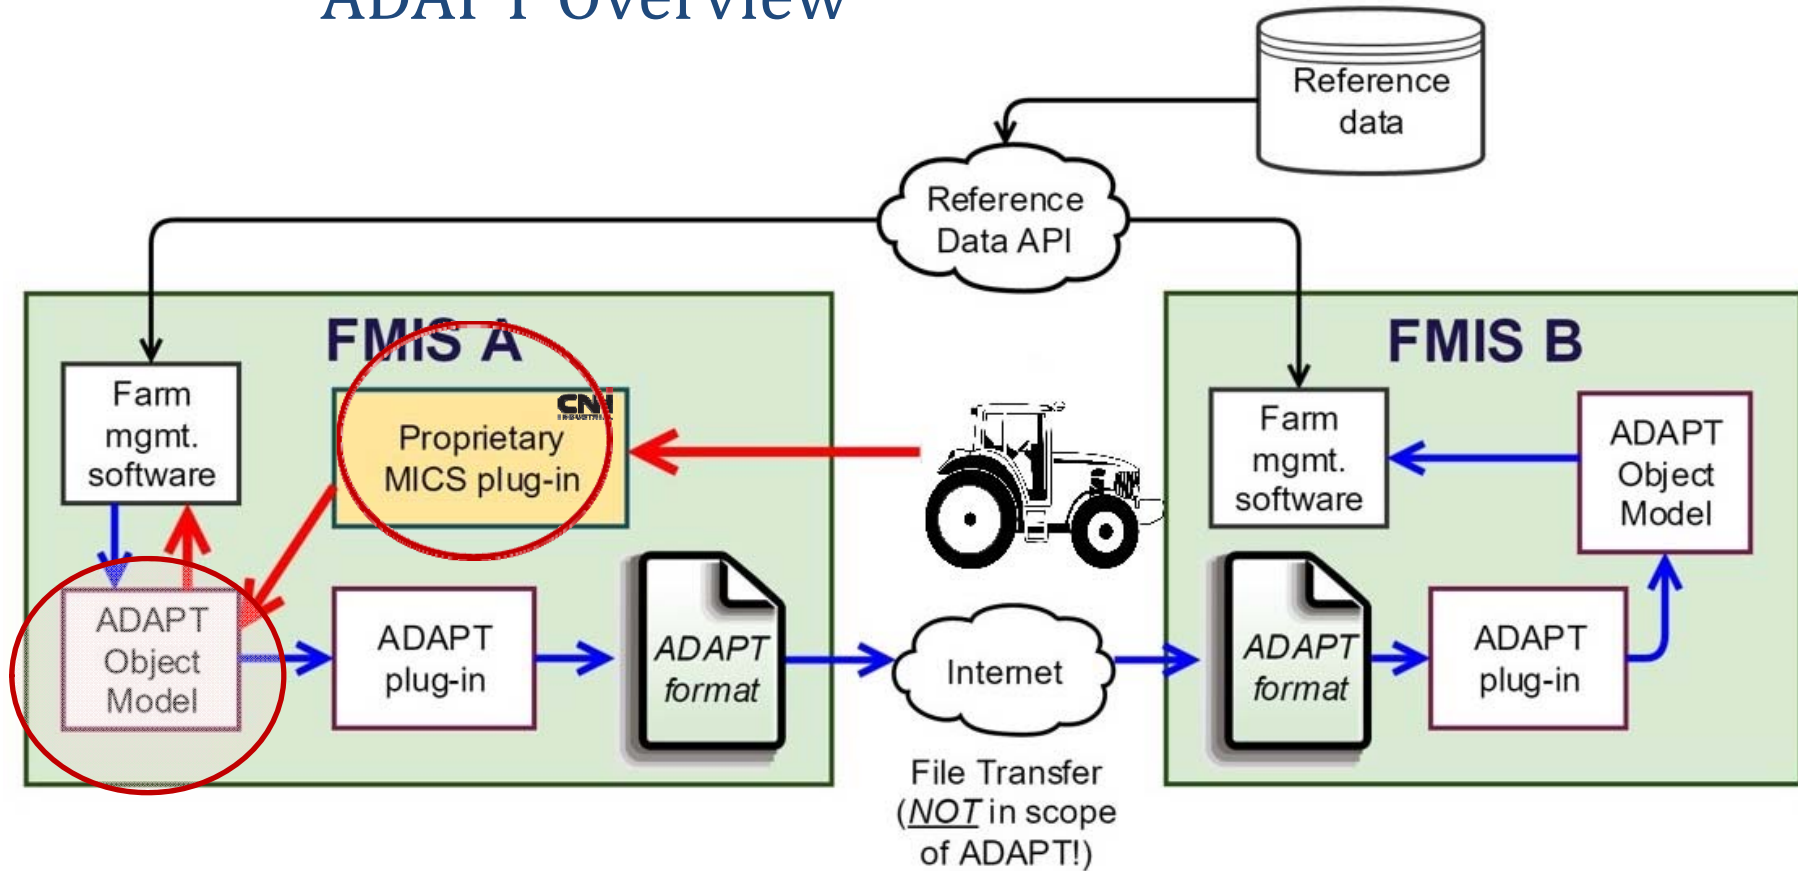 ADAPT Overview
Reference
data
Reference
Data API
FMIS A
Farm
mgmt.
software
CNH
INDUSTRIAL
Proprietary
MICS plug-in
ADAPT
Object
Model
ADAPT
plug-in
ADAPT
format
Internet
File Transfer
(NOT in scope
of ADAPT!)
FMIS B
Farm
mgmt.
software
ADAPT
Object
Model
ADAPT
format
ADAPT
plug-in